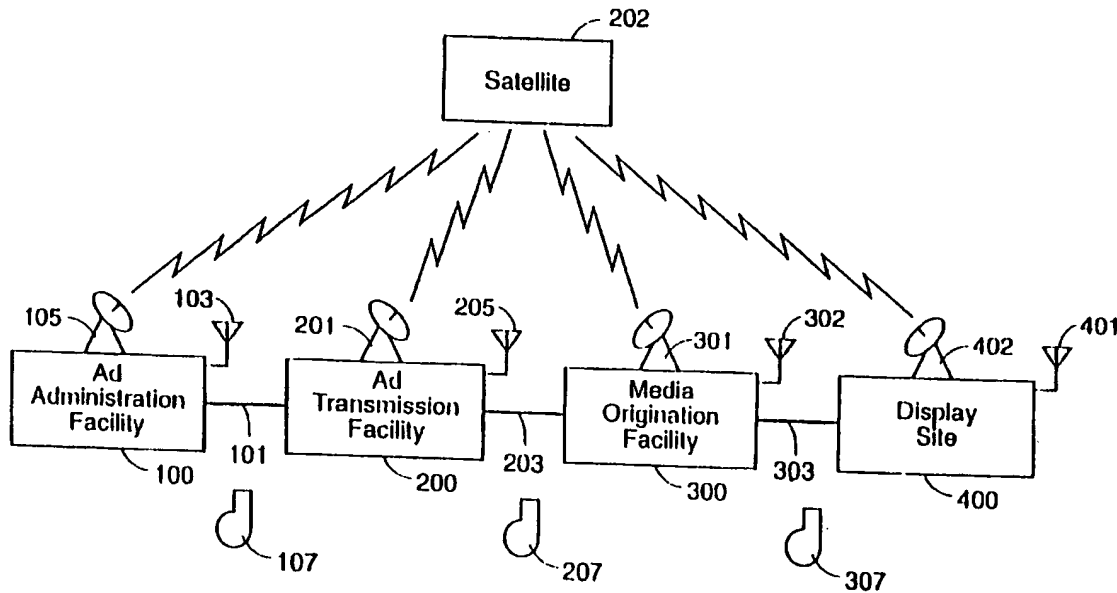 202
Satellite
105
103
201
205
301
302
402
401
Ad
Administration
Facility
Ad
Transmission
Facility
Media
Origination
Facility
Display
Site
100
101
200
203
300
303
400
107
207
307